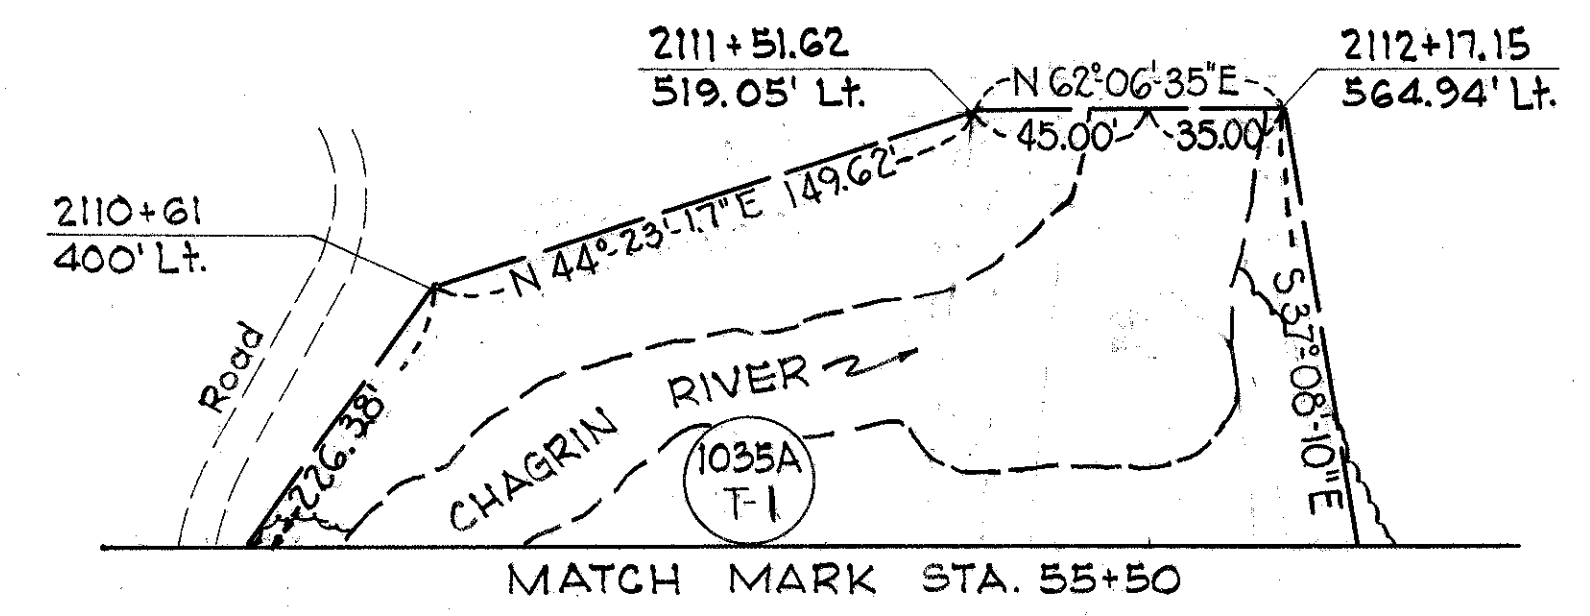 2111+51.62
519.05' Lt.
N 62°-06'-35"E
2112+17.15
564.94' Lt.
45.00'
35.00'
2110+61
400' Lt.
N 44°-23'-17"E 149.62'
S 37°-08'-10"E
Road
226.38'
CHAGRIN RIVER
1035A
T-1
MATCH MARK STA. 55+50